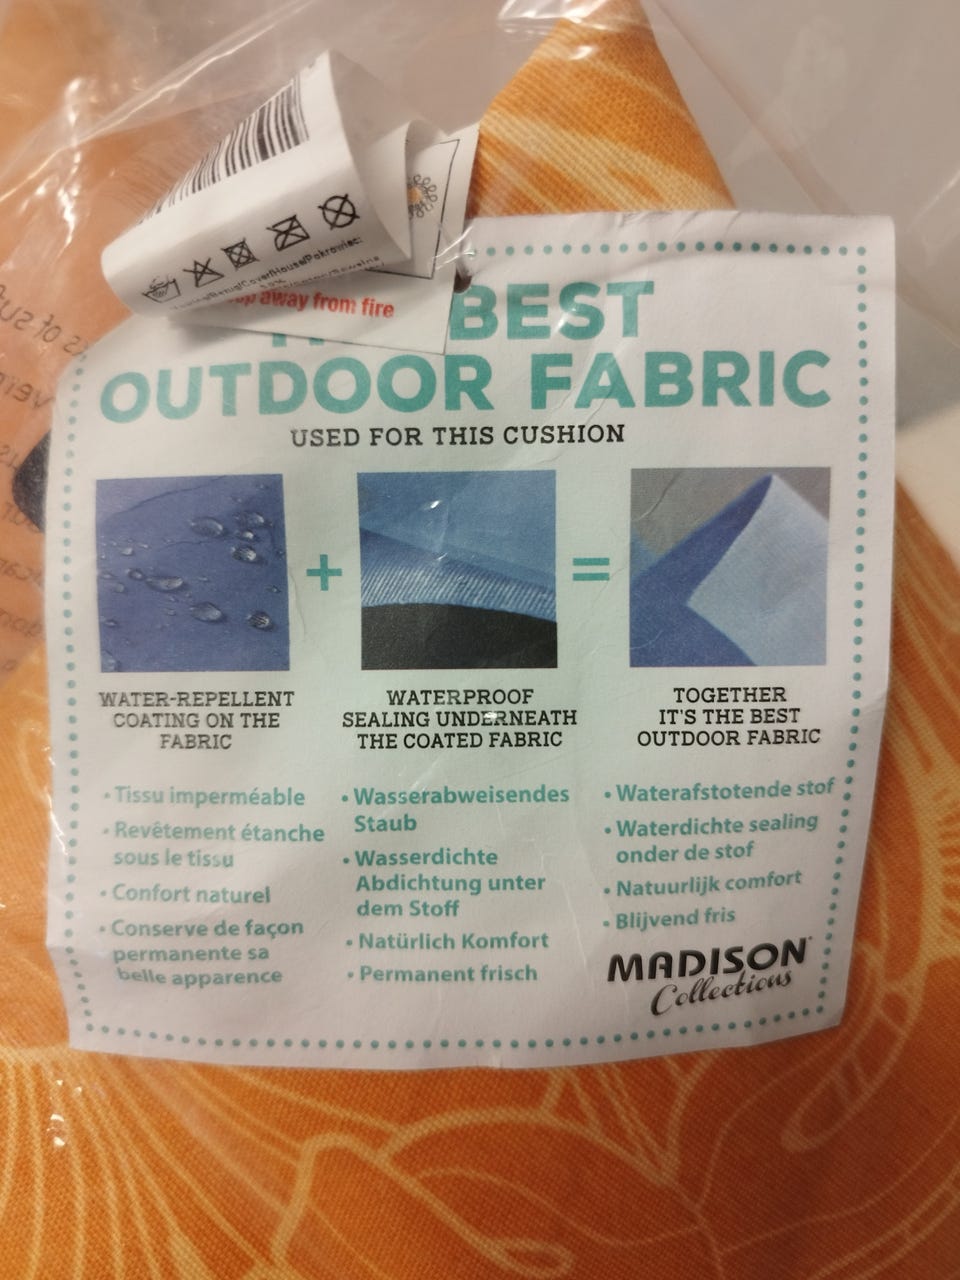 away from fire
BEST
OUTDOOR FABRIC
USED FOR THIS CUSHION
+
=
WATER-REPELLENT
COATING ON THE
FABRIC
WATERPROOF
SEALING UNDERNEATH
THE COATED FABRIC
TOGETHER
IT'S THE BEST
OUTDOOR FABRIC
• Tissu imperméable
• Revêtement étanche
sous le tissu
• Confort naturel
• Conserve de façon
permanente sa
belle apparence
• Wasserabweisendes
Staub
• Wasserdichte
Abdichtung unter
dem Stoff
• Natürlich Komfort
• Permanent frisch
• Waterafstotende stof
• Waterdichte sealing
onder de stof
• Natuurlijk comfort
• Blijvend fris
MADISON
Collections